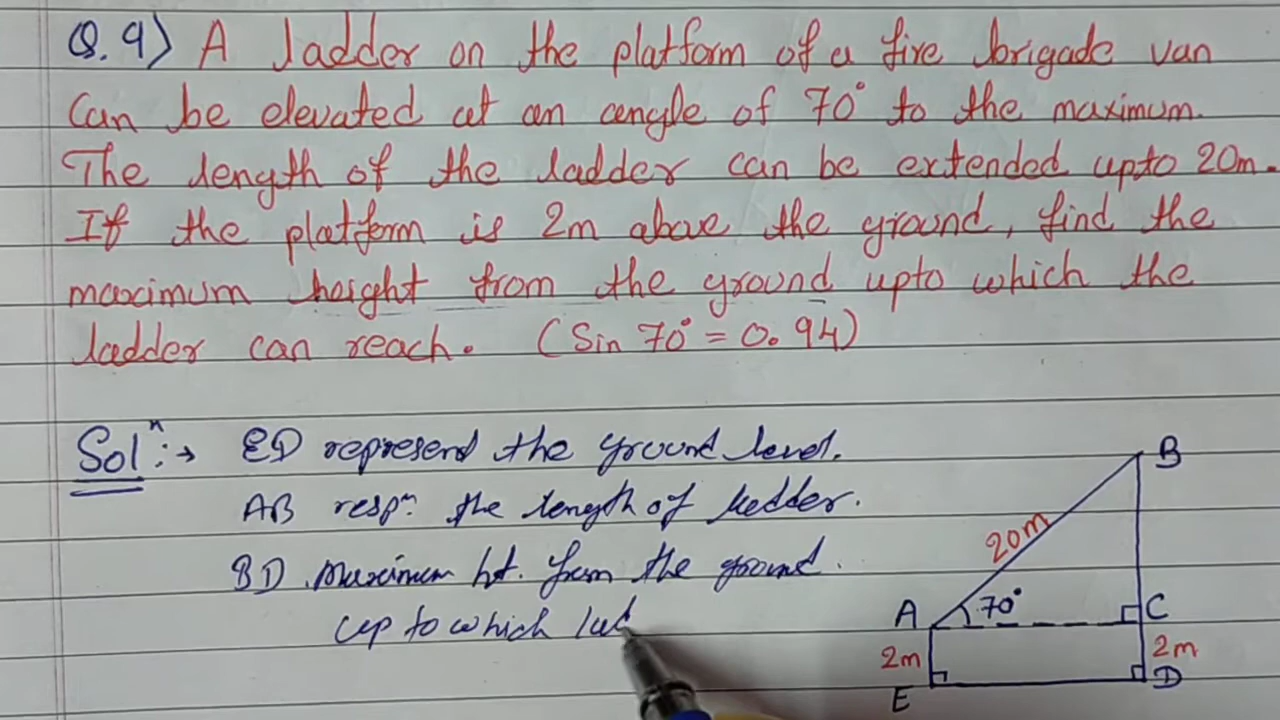 Q.9) A ladder on the platform of a fire brigade van
can be elevated at an angle of 70° to the maximum.
The length of the ladder can be extended upto 20m.
If the platform is 2m above the ground, find the
maximum height from the ground upto which the
ladder can reach. (Sin 70° = 0.94)
Solⁿ:→ ED represend the ground level.
AB respⁿ: the length of ladder.
BD maximum ht. from the ground.
up to which lad
B
20m
A 70° C
2m 2m
E D